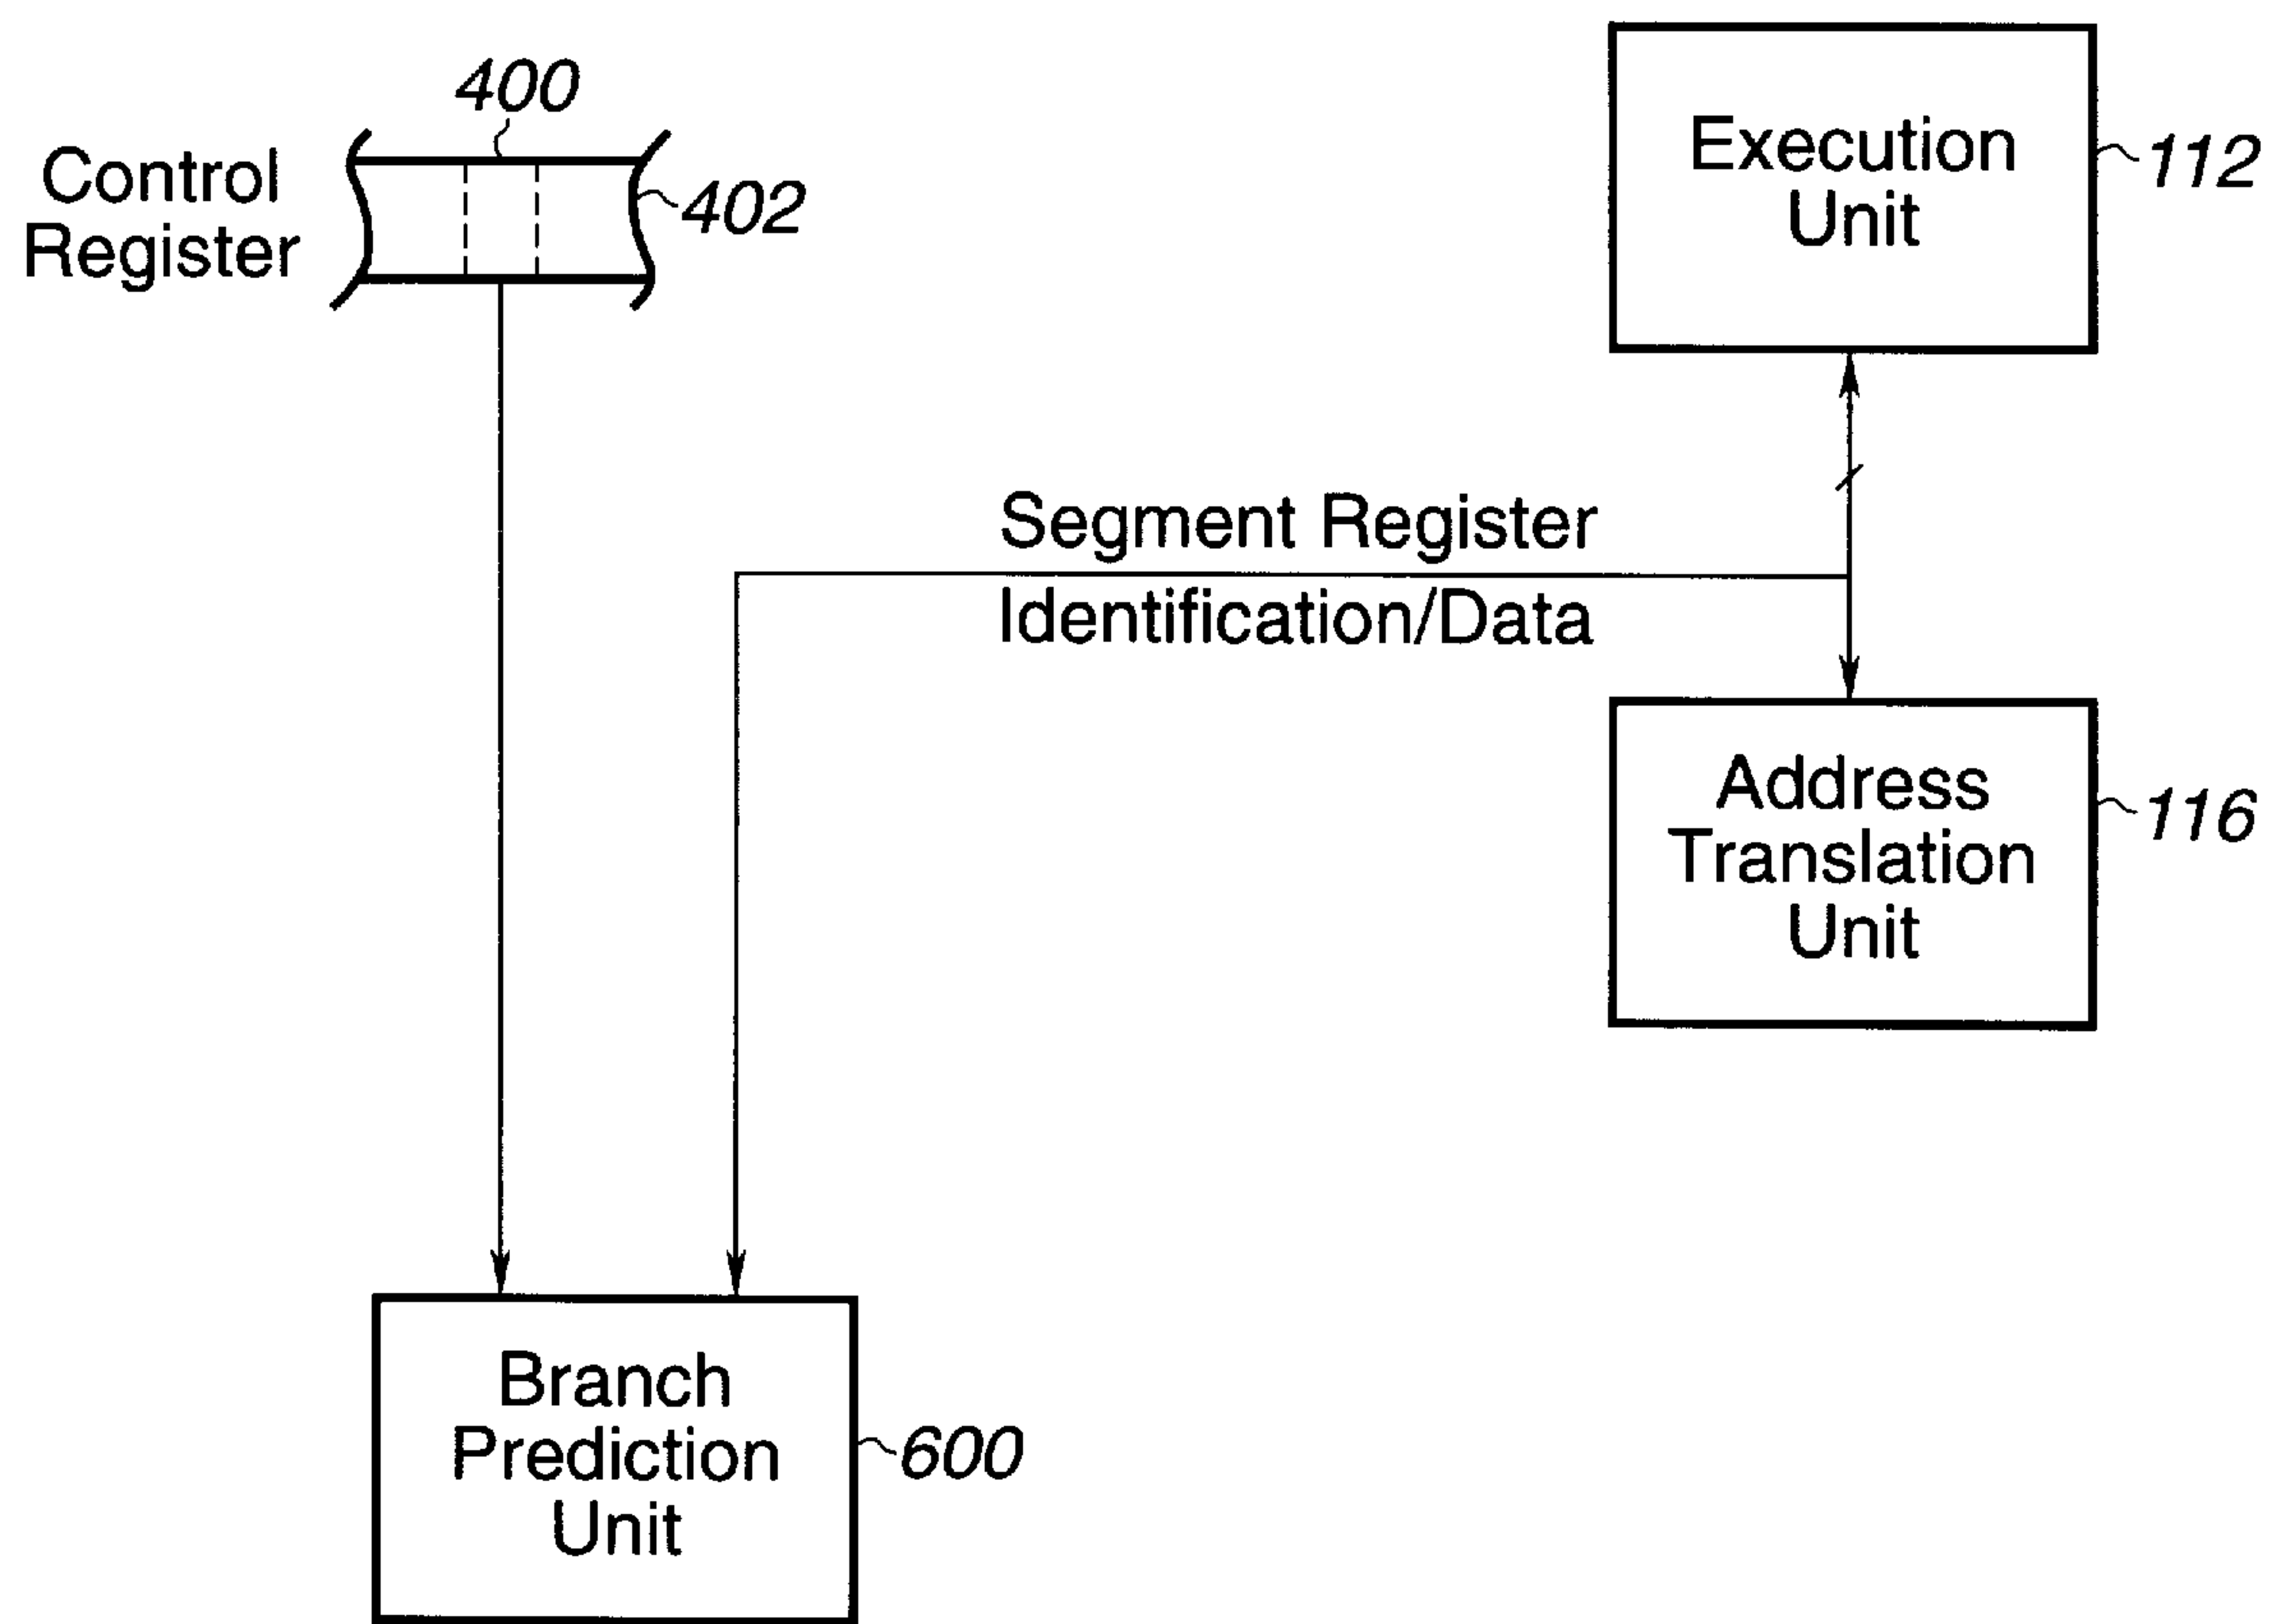 400
Control
Register
402
Execution
Unit
112
Segment Register
Identification/Data
Address
Translation
Unit
116
Branch
Prediction
Unit
600